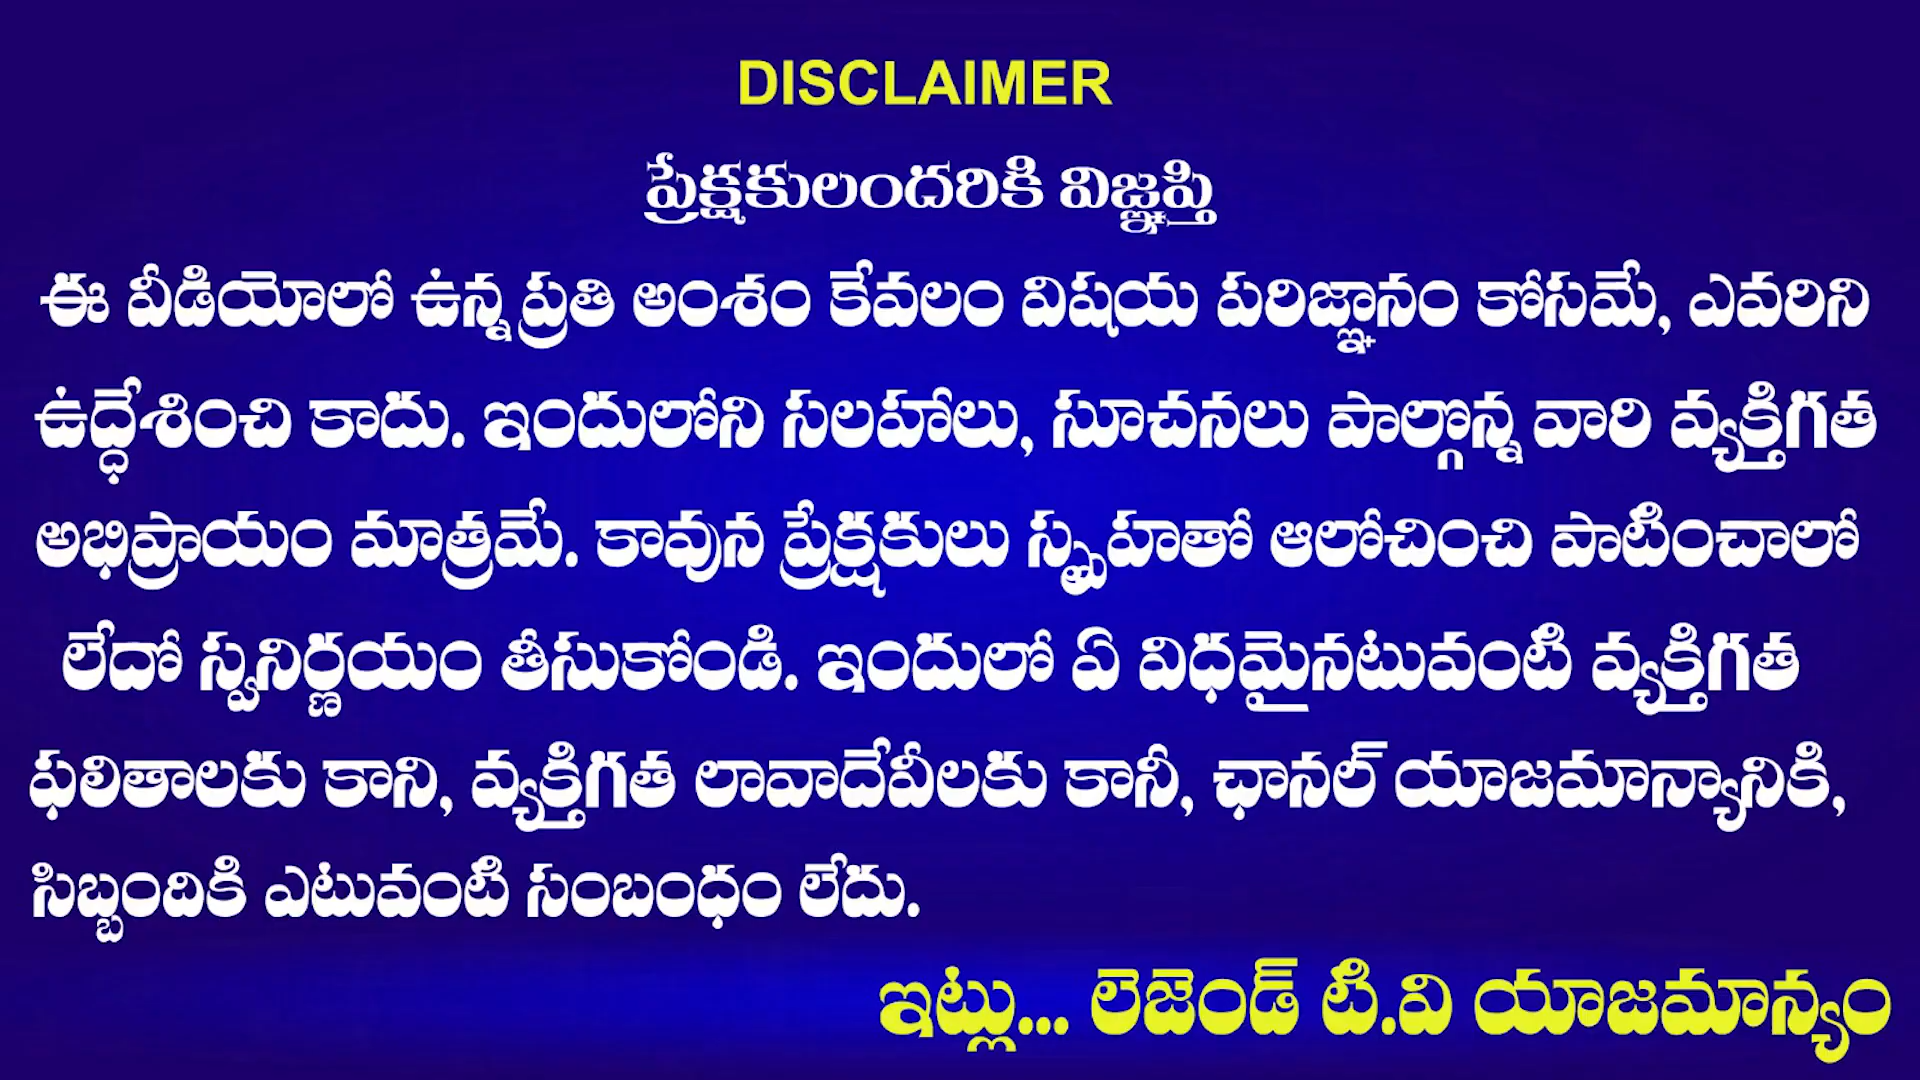 DISCLAIMER
ప్రేక్షకులందరికి విజ్ఞప్తి
ఈ వీడియోలో ఉన్న ప్రతి అంశం కేవలం విషయ పరిజ్ఞానం కోసమే, ఎవరిని
ఉద్ధేశించి కాదు. ఇందులోని సలహాలు, సూచనలు పాల్గొన్న వారి వ్యక్తిగత
అభిప్రాయం మాత్రమే. కావున ప్రేక్షకులు స్పృహతో ఆలోచించి పాటించాలో
లేదో స్వనిర్ణయం తీసుకోండి. ఇందులో ఏ విధమైనటువంటి వ్యక్తిగత
ఫలితాలకు కాని, వ్యక్తిగత లావాదేవీలకు కానీ, ఛానల్ యాజమాన్యానికి,
సిబ్బందికి ఎటువంటి సంబంధం లేదు.
ఇట్లు... లెజెండ్ టి.వి యాజమాన్యం